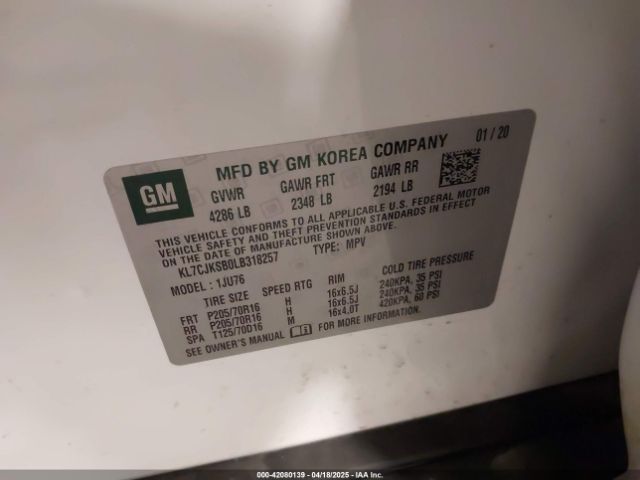 GM
MFD BY GM KOREA COMPANY 01/20
GVWR GAWR FRT GAWR RR
4286 LB 2348 LB 2194 LB
THIS VEHICLE CONFORMS TO ALL APPLICABLE U.S. FEDERAL MOTOR
VEHICLE SAFETY AND THEFT PREVENTION STANDARDS IN EFFECT
ON THE DATE OF MANUFACTURE SHOWN ABOVE.
KL7CJKSB0LB318257 TYPE: MPV
MODEL: 1JU76
TIRE SIZE SPEED RTG RIM COLD TIRE PRESSURE
FRT P205/70R16 H 16x6.5J 240KPA, 35 PSI
RR P205/70R16 H 16x6.5J 240KPA, 35 PSI
SPA T125/70D16 M 16x4.0T 420KPA, 60 PSI
SEE OWNER'S MANUAL FOR MORE INFORMATION.
000-42080139 - 04/18/2025 - IAA Inc.